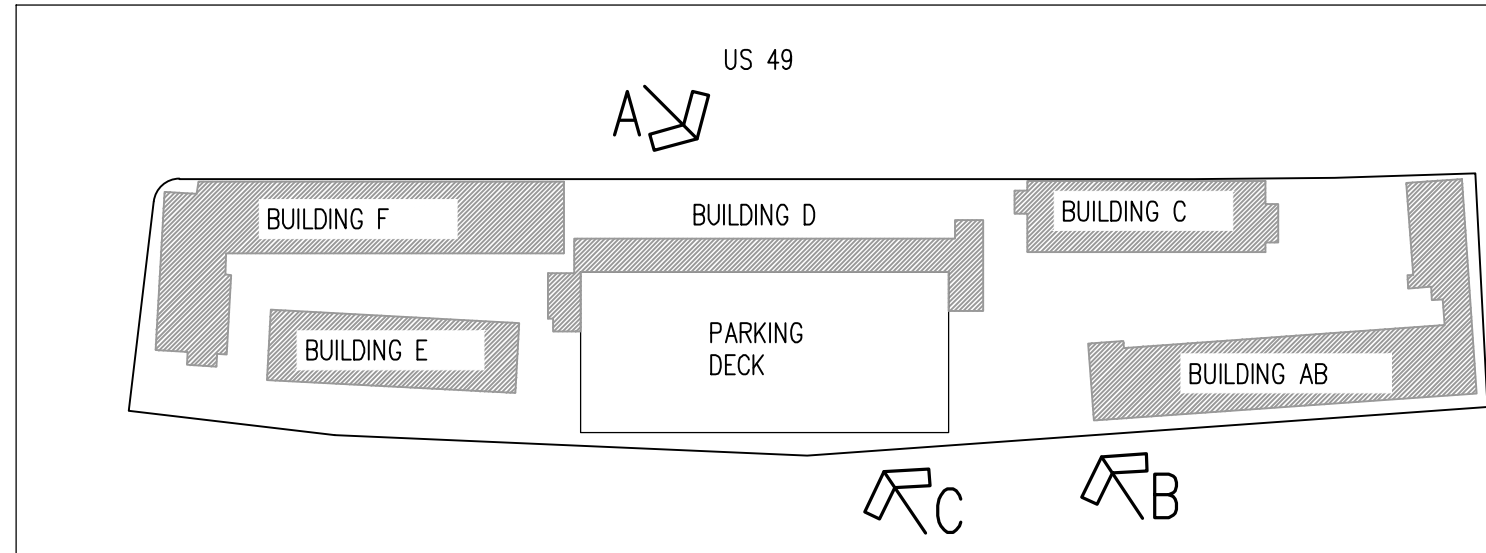 US 49
A
BUILDING F
BUILDING D
BUILDING C
BUILDING E
PARKING
DECK
BUILDING AB
C
B